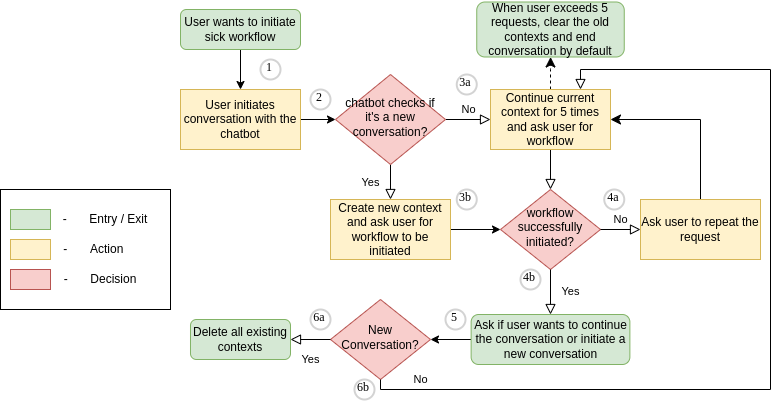 User wants to initiate
sick workflow
When user exceeds 5
requests, clear the old
contexts and end
conversation by default
1
2
3a
User initiates
conversation with the
chatbot
chatbot checks if
it's a new
conversation?
No
Continue current
context for 5 times
and ask user for
workflow
Yes
3b
4a
Create new context
and ask user for
workflow to be
initiated
workflow
successfully
initiated?
No
Ask user to repeat the
request
- Entry / Exit
- Action
- Decision
4b
Yes
6a
5
Delete all existing
contexts
New
Conversation?
Ask if user wants to continue
the conversation or initiate a
new conversation
Yes
6b
No